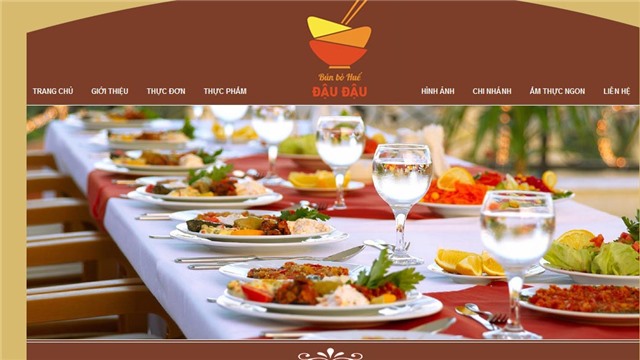 Bún bò Huế
ĐẬU ĐẬU
TRANG CHỦ GIỚI THIỆU THỰC ĐƠN THỰC PHẨM HÌNH ẢNH CHI NHÁNH ẨM THỰC NGON LIÊN HỆ